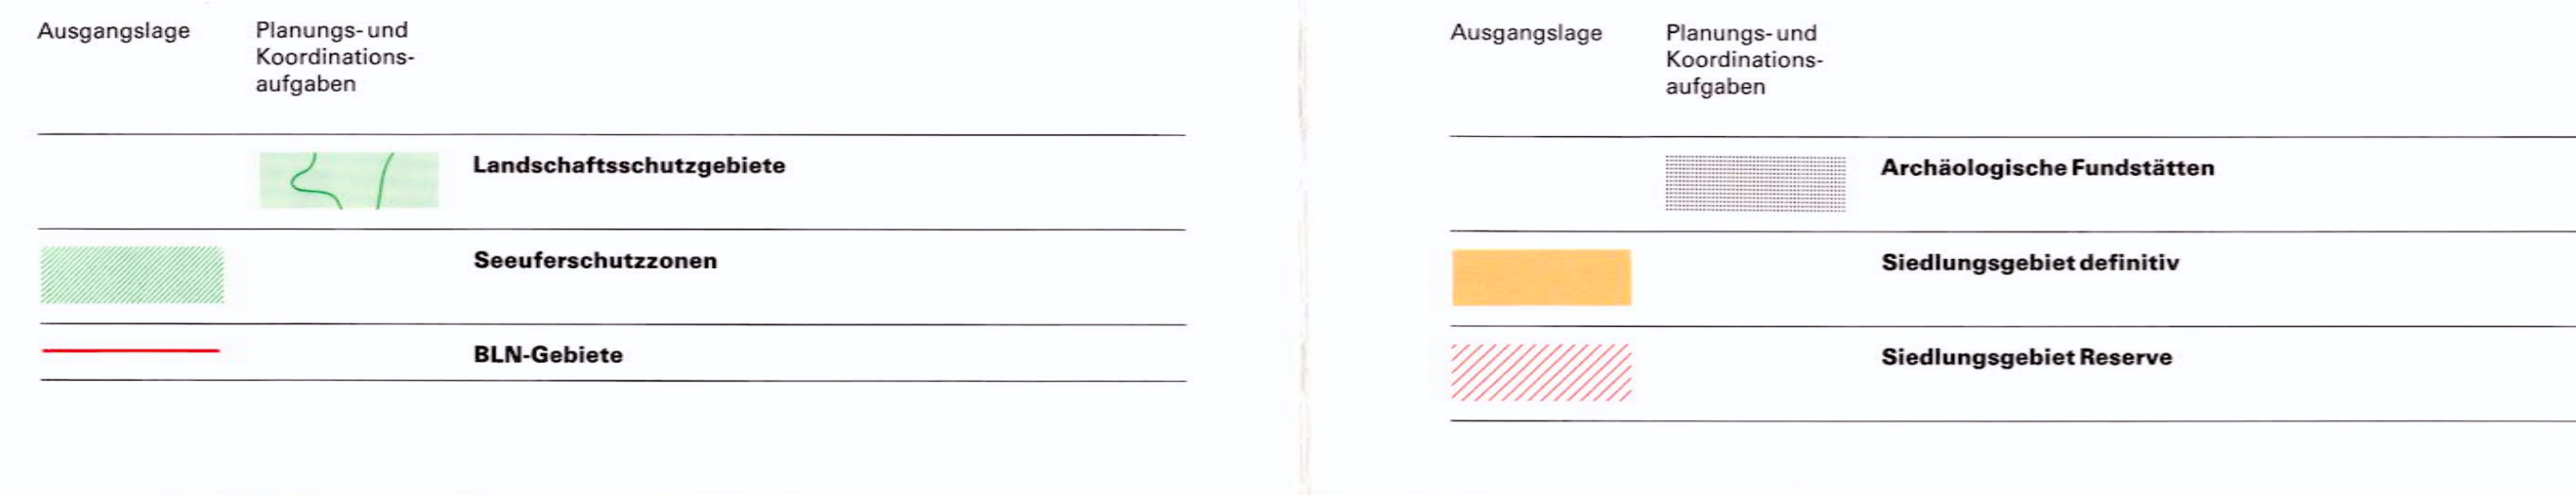 Ausgangslage
Planungs- und
Koordinations-
aufgaben
Landschaftsschutzgebiete
Seeuferschutzzonen
BLN-Gebiete
Ausgangslage
Planungs- und
Koordinations-
aufgaben
Archäologische Fundstätten
Siedlungsgebiet definitiv
Siedlungsgebiet Reserve